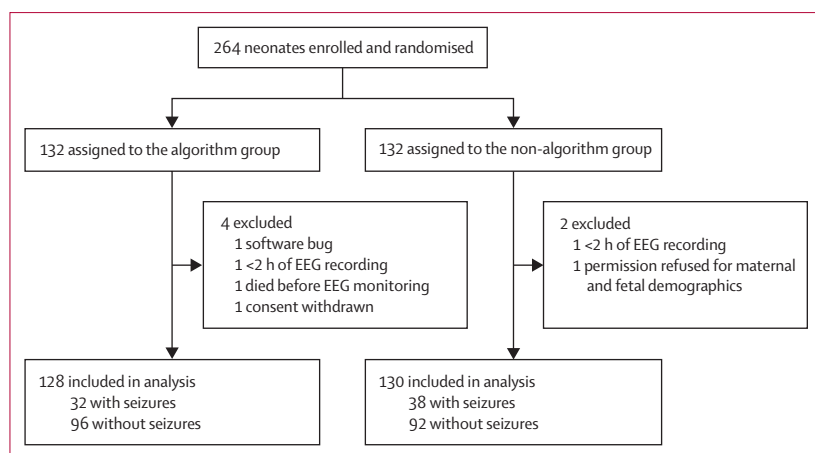 264 neonates enrolled and randomised
132 assigned to the algorithm group
132 assigned to the non-algorithm group
4 excluded
1 software bug
1 <2 h of EEG recording
1 died before EEG monitoring
1 consent withdrawn
2 excluded
1 <2 h of EEG recording
1 permission refused for maternal
and fetal demographics
128 included in analysis
32 with seizures
96 without seizures
130 included in analysis
38 with seizures
92 without seizures